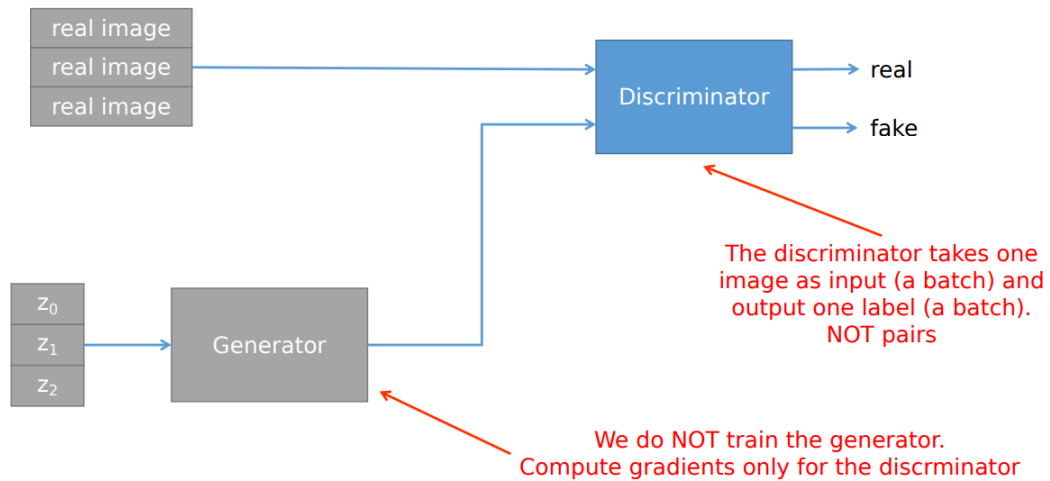 real image
real image
real image
Discriminator
real
fake
The discriminator takes one
image as input (a batch) and
output one label (a batch).
NOT pairs
z₀
z₁
z₂
Generator
We do NOT train the generator.
Compute gradients only for the discrminator